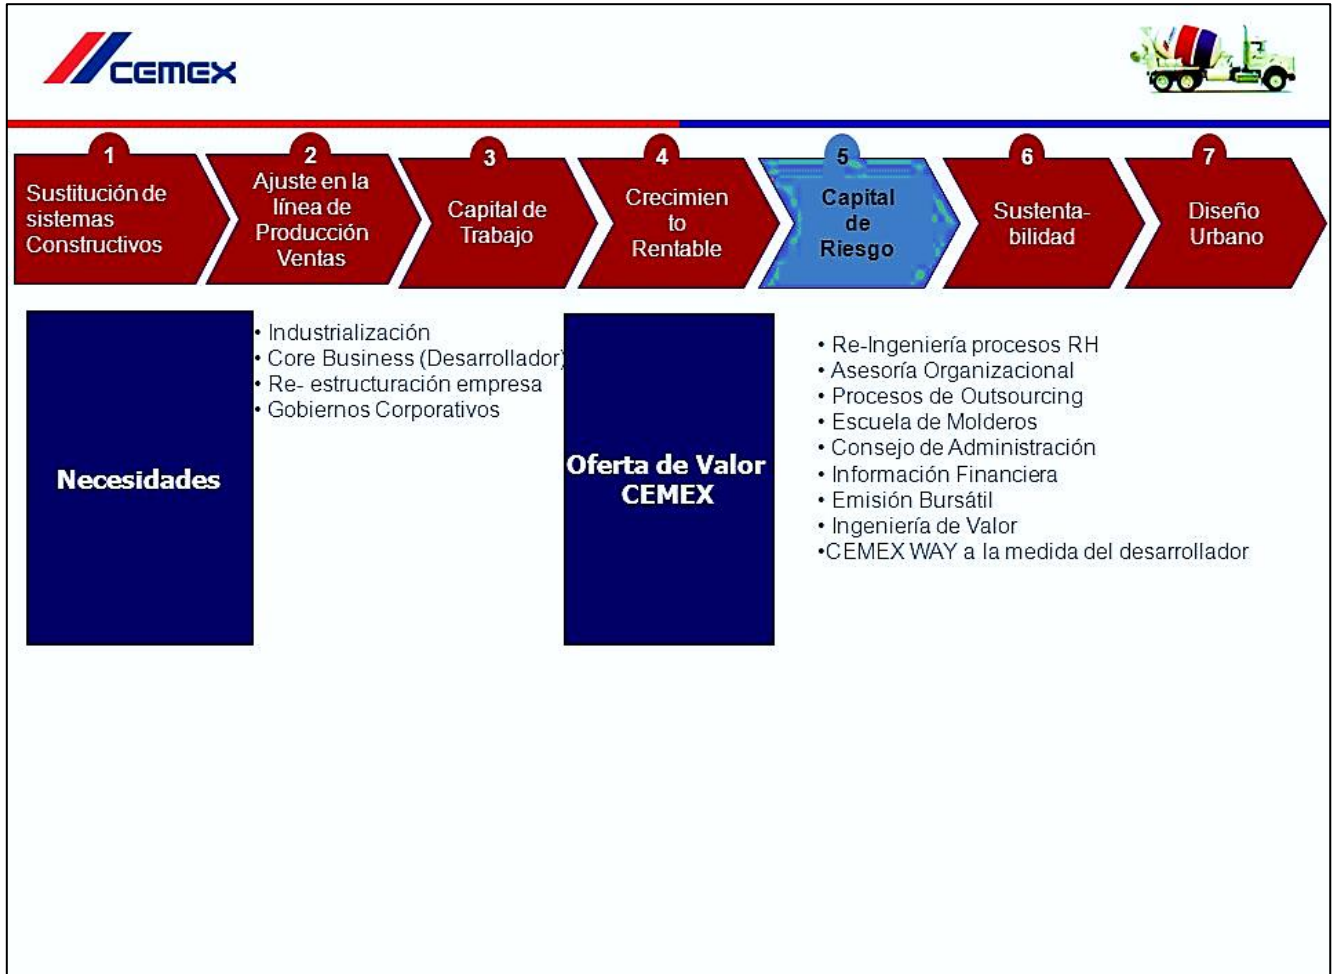 CEMEX
1
Sustitución de
sistemas
Constructivos
2
Ajuste en la
línea de
Producción
Ventas
3
Capital de
Trabajo
4
Crecimien
to
Rentable
5
Capital
de
Riesgo
6
Sustenta-
bilidad
7
Diseño
Urbano
Necesidades
• Industrialización
• Core Business (Desarrollador)
• Re- estructuración empresa
• Gobiernos Corporativos
Oferta de Valor
CEMEX
• Re-Ingeniería procesos RH
• Asesoría Organizacional
• Procesos de Outsourcing
• Escuela de Molderos
• Consejo de Administración
• Información Financiera
• Emisión Bursátil
• Ingeniería de Valor
•CEMEX WAY a la medida del desarrollador